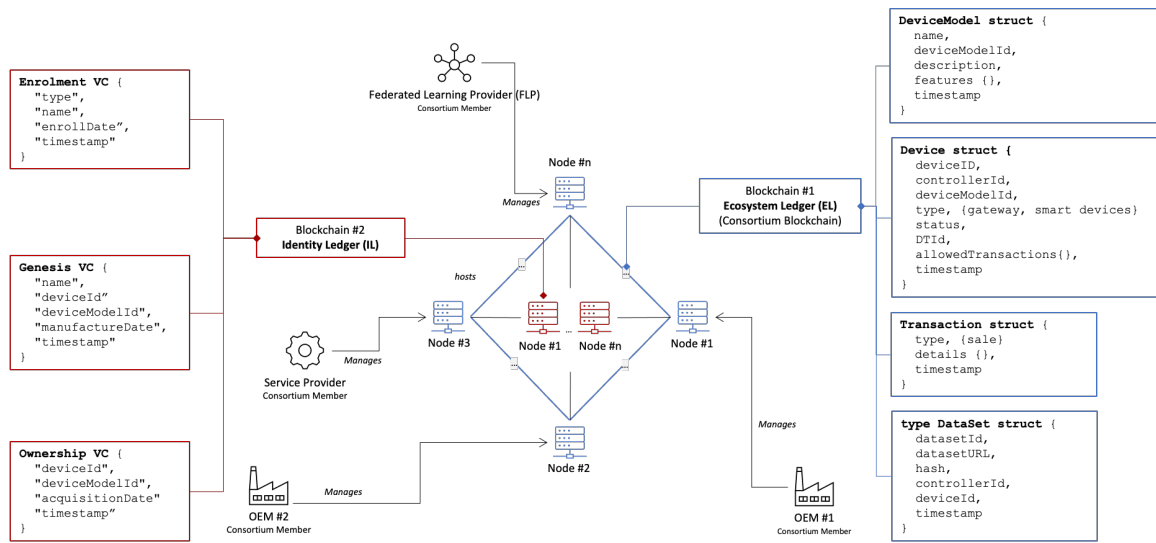 Enrolment VC {
"type",
"name",
"enrollDate”,
"timestamp"
}
Genesis VC {
"name",
"deviceId”
"deviceModelId",
"manufactureDate",
"timestamp"
}
Ownership VC {
"deviceId",
"deviceModelId",
"acquisitionDate"
"timestamp”
}
Federated Learning Provider (FLP)
Consortium Member
Manages
Node #n
Blockchain #2
Identity Ledger (IL)
hosts
Blockchain #1
Ecosystem Ledger (EL)
(Consortium Blockchain)
...
...
Node #3
Node #1
...
Node #n
Node #1
...
...
Manages
Service Provider
Consortium Member
Node #2
Manages
OEM #2
Consortium Member
Manages
OEM #1
Consortium Member
DeviceModel struct {
name,
deviceModelId,
description,
features {},
timestamp
}
Device struct {
deviceID,
controllerId,
deviceModelId,
type, {gateway, smart devices}
status,
DTId,
allowedTransactions{},
timestamp
}
Transaction struct {
type, {sale}
details {},
timestamp
}
type DataSet struct {
datasetId,
datasetURL,
hash,
controllerId,
deviceId,
timestamp
}